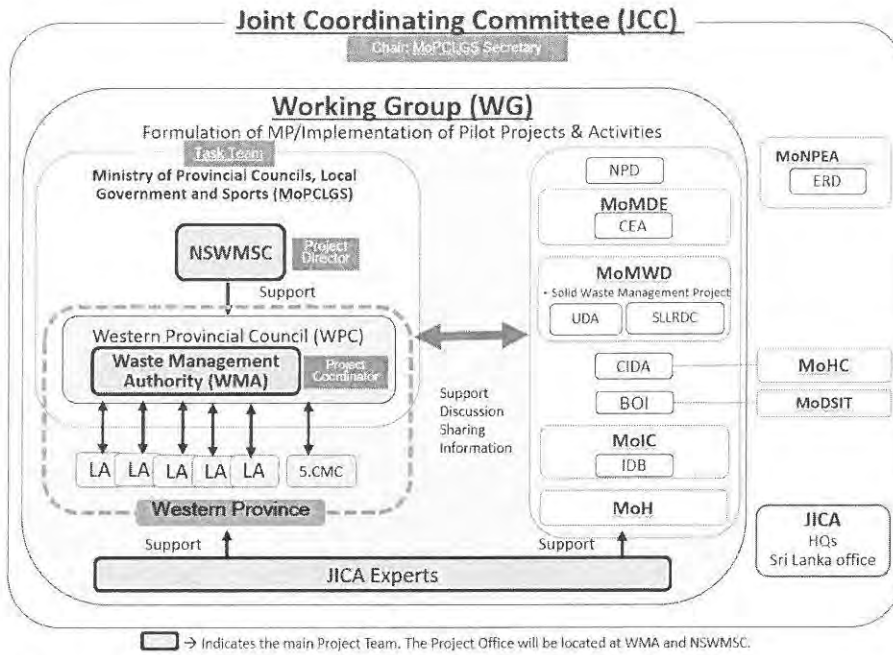 Joint Coordinating Committee (JCC)
Chair: MoPCLGS Secretary
Working Group (WG)
Formulation of MP/Implementation of Pilot Projects & Activities
Task Team
Ministry of Provincial Councils, Local
Government and Sports (MoPCLGS)
NSWMSC
Project
Director
Support
Western Provincial Council (WPC)
Waste Management
Authority (WMA)
Project
Coordinator
LA
LA
LA
LA
LA
5.CMC
Western Province
Support
Support
Discussion
Sharing
Information
NPD
MoMDE
CEA
MoMWD
- Solid Waste Management Project
UDA
SLLRDC
CIDA
BOI
MoIC
IDB
MoH
Support
JICA Experts
MoNPEA
ERD
MoHC
MoDSIT
JICA
HQs
Sri Lanka office
→ Indicates the main Project Team. The Project Office will be located at WMA and NSWMSC.